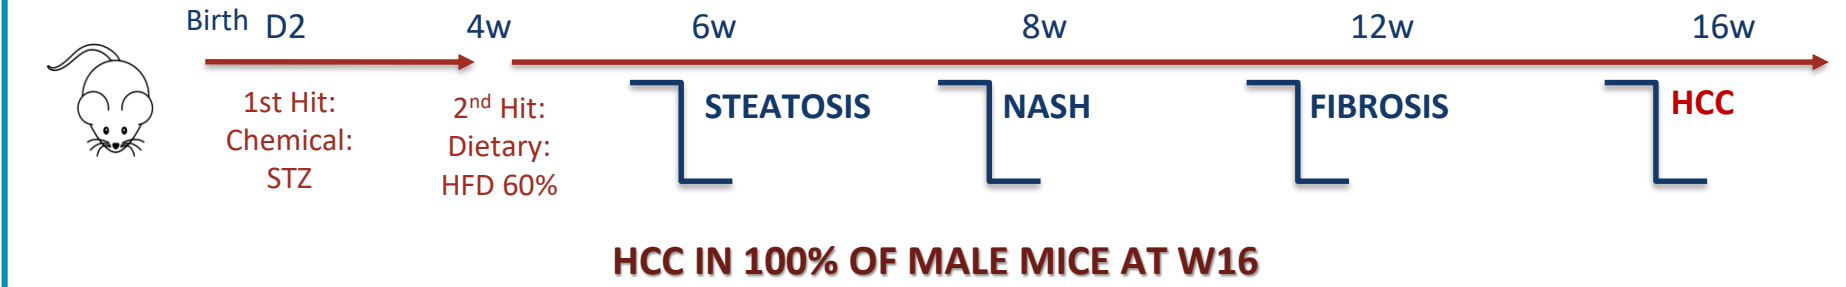 Birth D2 4w 6w 8w 12w 16w
1st Hit:
Chemical:
STZ
2nd Hit:
Dietary:
HFD 60%
STEATOSIS
NASH
FIBROSIS
HCC
HCC IN 100% OF MALE MICE AT W16